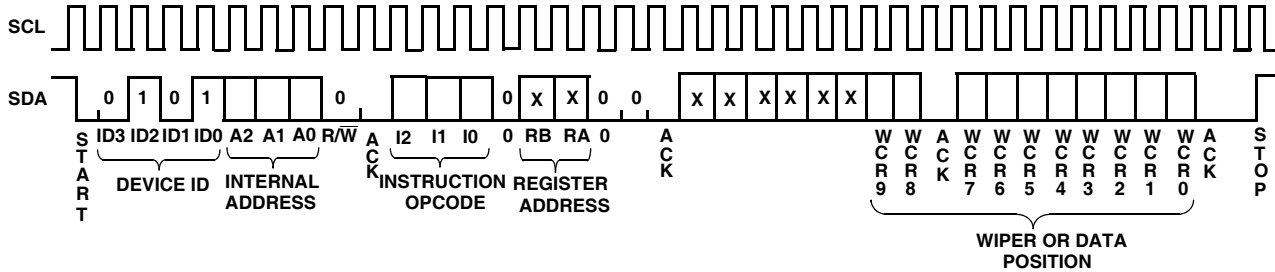 SCL
SDA
0 1 0 1 0 0 X X 0 0 X X X X X X
START ID3 ID2 ID1 ID0 A2 A1 A0 R/W ACK I2 I1 I0 0 RB RA 0 ACK WCR9 WCR8 ACK WCR7 WCR6 WCR5 WCR4 WCR3 WCR2 WCR1 WCR0 ACK STOP
DEVICE ID
INTERNAL
ADDRESS
INSTRUCTION
OPCODE
REGISTER
ADDRESS
WIPER OR DATA
POSITION